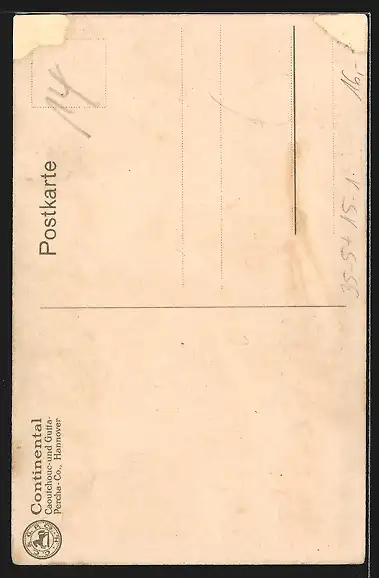 Postkarte
14
16,-
35-54 15.1.
Continental
Caoutchouc-und Gutta-
Percha-Co., Hannover